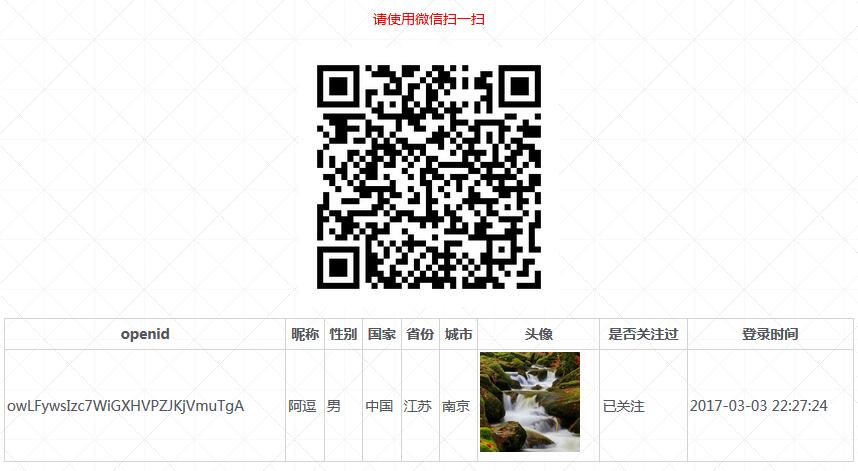 请使用微信扫一扫
openid 昵称 性别 国家 省份 城市 头像 是否关注过 登录时间
owLFywsIzc7WiGXHVPZJKjVmuTgA 阿逗 男 中国 江苏 南京 已关注 2017-03-03 22:27:24